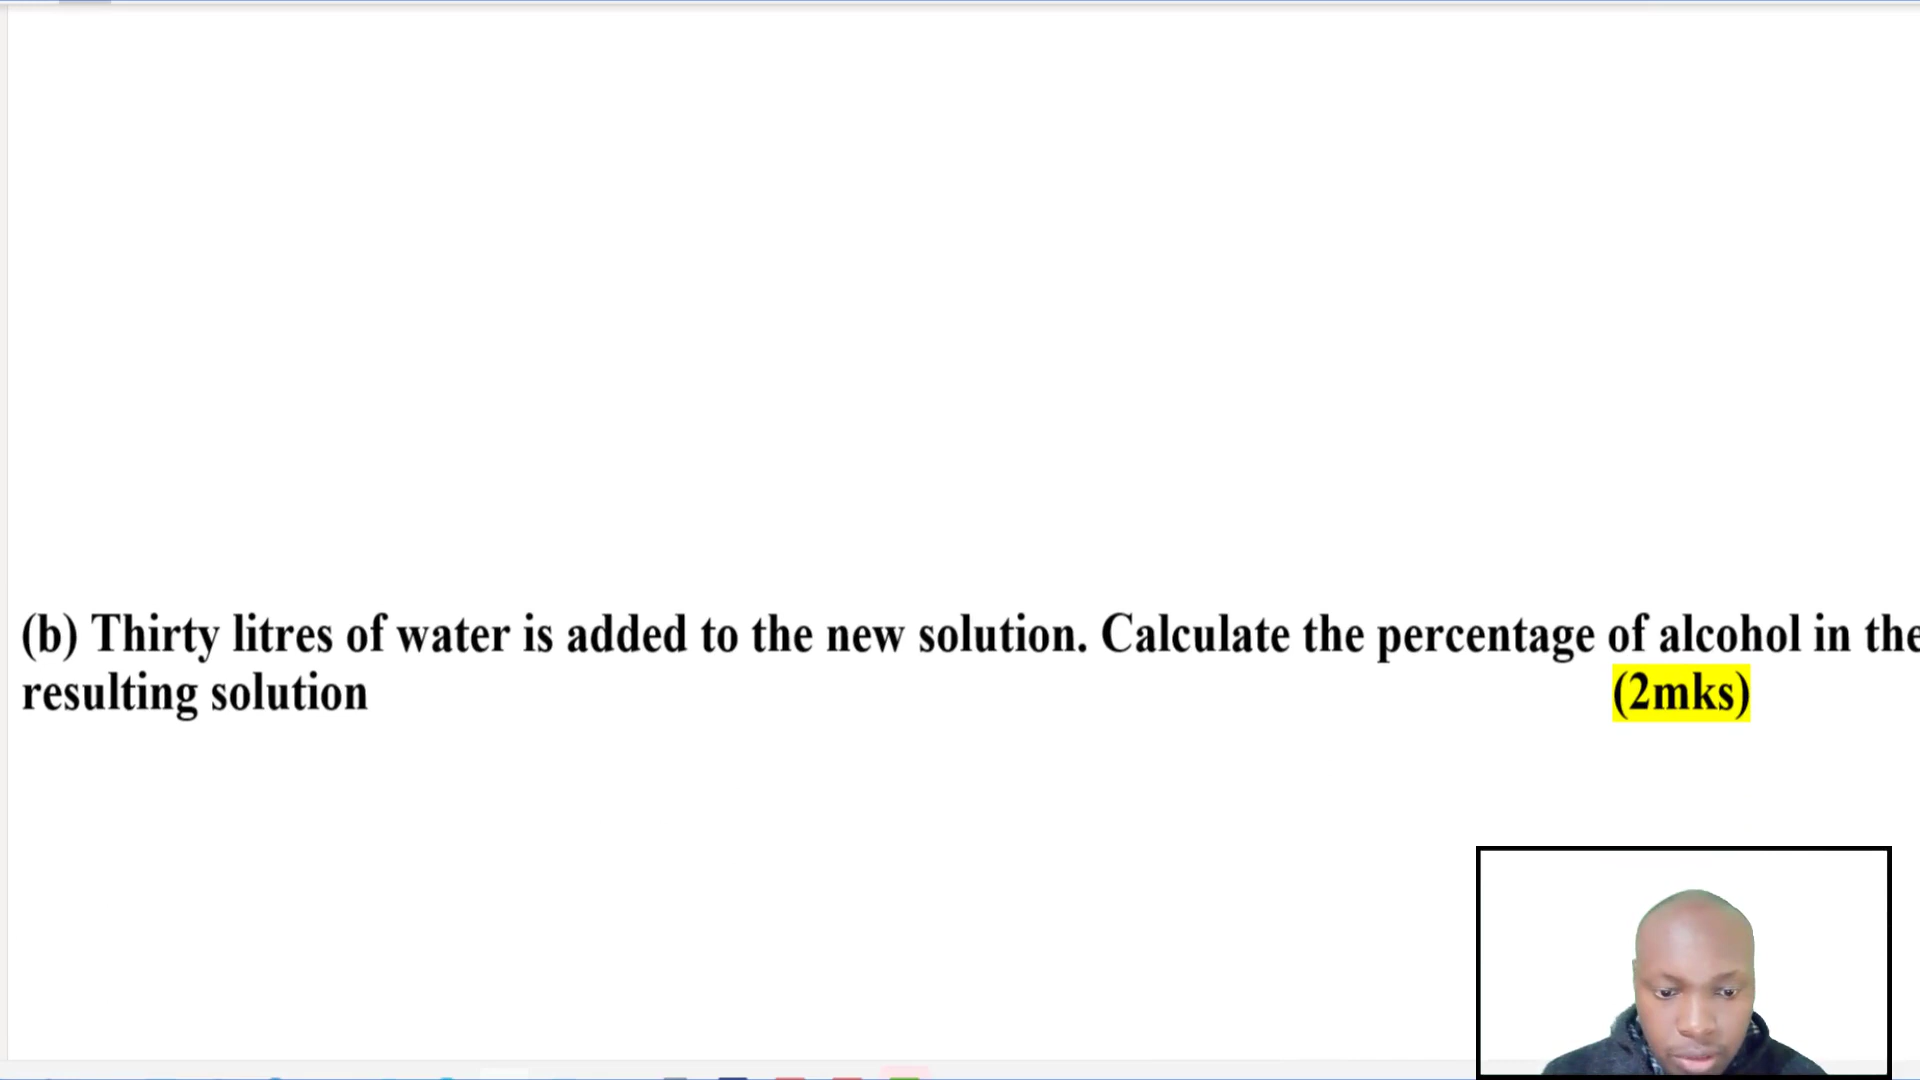 (b) Thirty litres of water is added to the new solution. Calculate the percentage of alcohol in the
resulting solution (2mks)